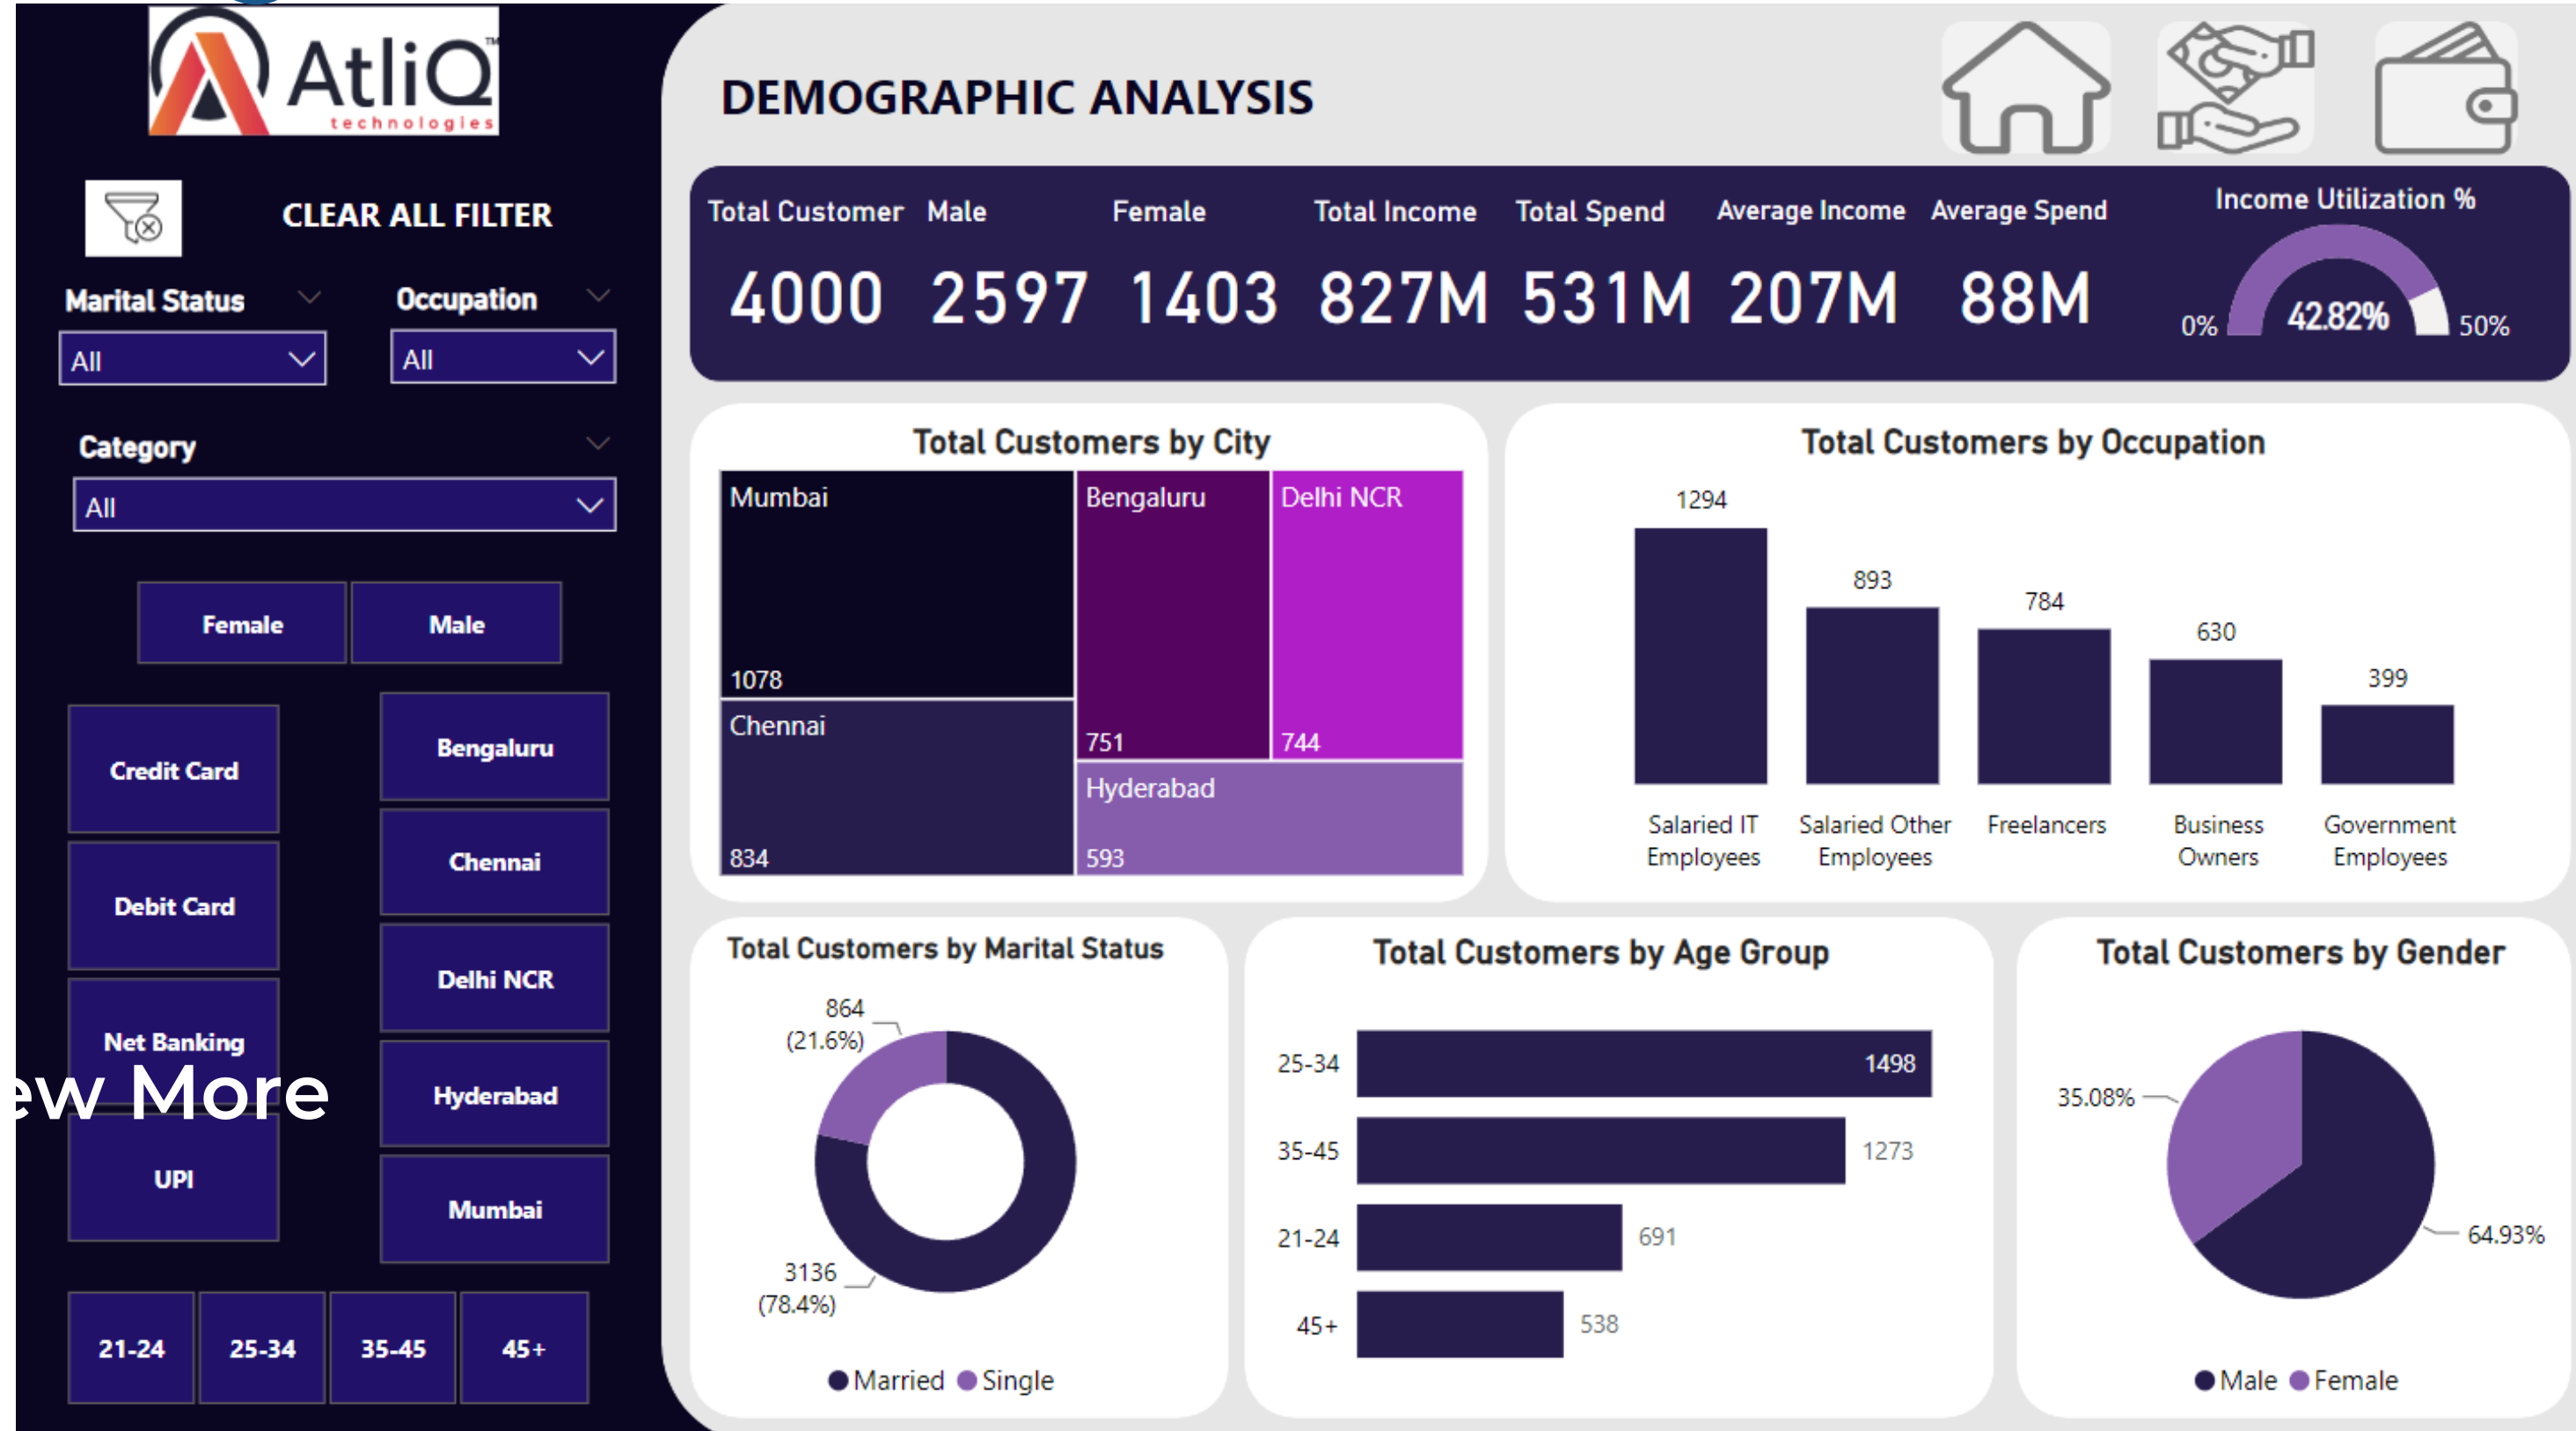 AtliQ
TM
technologies
CLEAR ALL FILTER
Marital Status
Occupation
All
All
Category
All
Female
Male
Credit Card
Debit Card
Net Banking
UPI
Bengaluru
Chennai
Delhi NCR
Hyderabad
Mumbai
ew More
21-24
25-34
35-45
45+
DEMOGRAPHIC ANALYSIS
Total Customer
4000
Male
2597
Female
1403
Total Income
827M
Total Spend
531M
Average Income
207M
Average Spend
88M
Income Utilization %
0%
42.82%
50%
Total Customers by City
Mumbai
1078
Chennai
834
Bengaluru
751
Delhi NCR
744
Hyderabad
593
Total Customers by Occupation
1294
893
784
630
399
Salaried IT
Employees
Salaried Other
Employees
Freelancers
Business
Owners
Government
Employees
Total Customers by Marital Status
864
(21.6%)
3136
(78.4%)
Married
Single
Total Customers by Age Group
25-34
1498
35-45
1273
21-24
691
45+
538
Total Customers by Gender
35.08%
64.93%
Male
Female